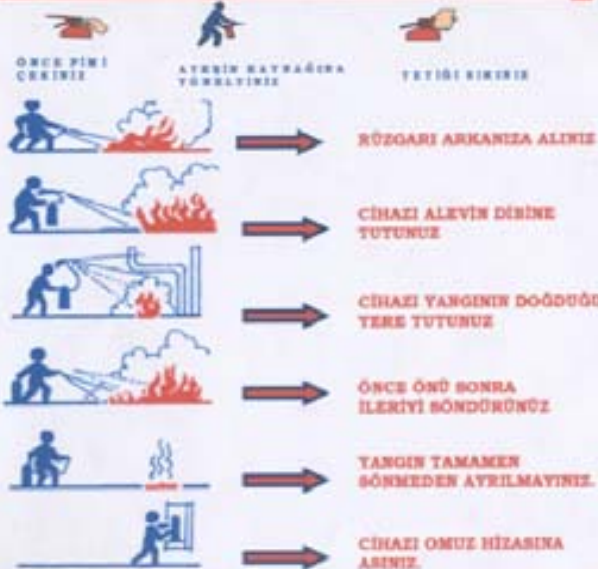 ÖNCE PİMİ
ÇEKİNİZ
ATEŞİN KAYNAĞINA
YÖNELTİNİZ
TETİĞİ SIKINIZ
RÜZGARI ARKANIZA ALINIZ
CİHAZI ALEVİN DİBİNE
TUTUNUZ
CİHAZI YANGININ DOĞDUĞU
YERE TUTUNUZ
ÖNCE ÖNÜ SONRA
İLERİYİ SÖNDÜRÜNÜZ
YANGIN TAMAMEN
SÖNMEDEN AYRILMAYINIZ.
CİHAZI OMUZ HİZASINA
ASINIZ.